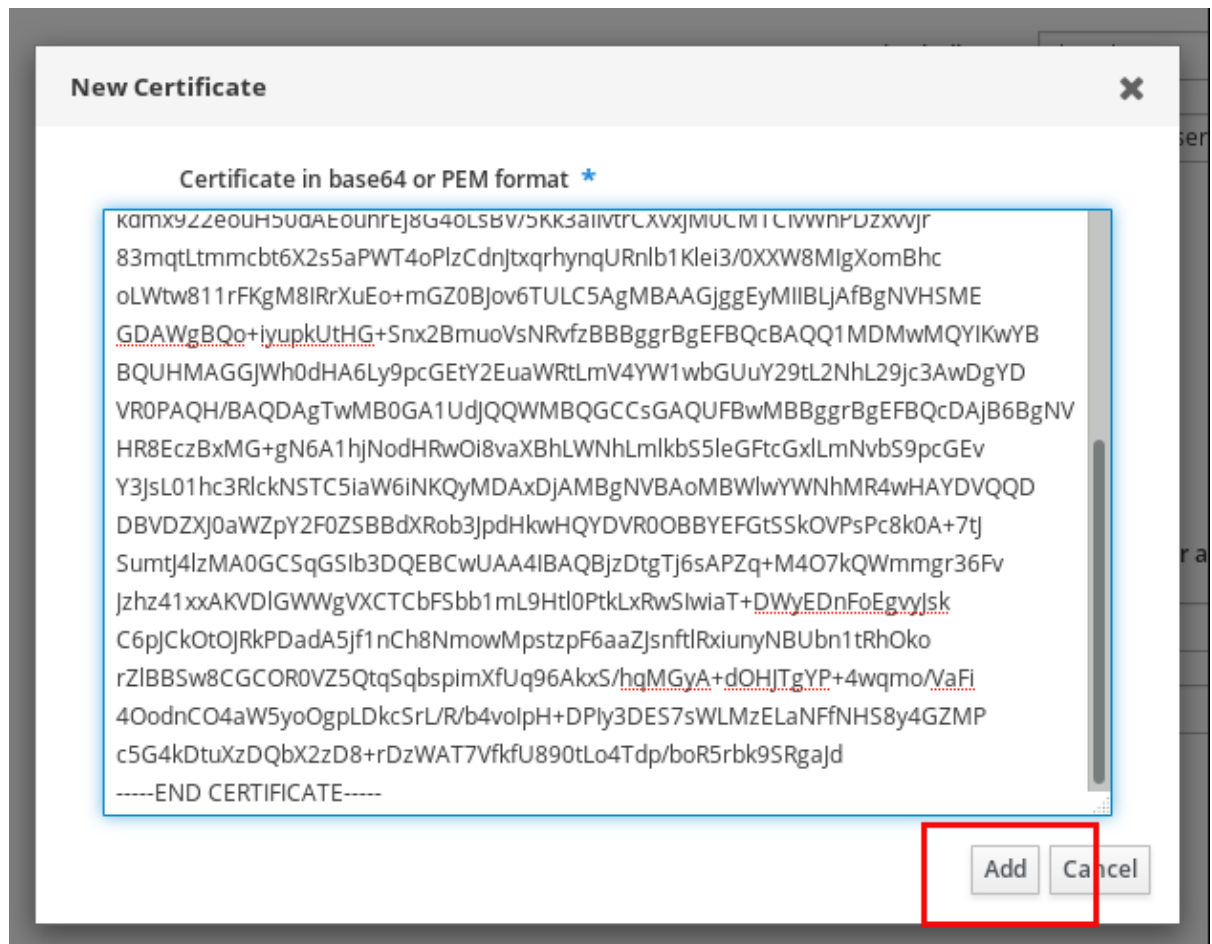 New Certificate
Certificate in base64 or PEM format *
83mqtLtmmcbt6X2s5aPWT4oPlzCdnJtxqrhynqURnlb1Klei3/0XXW8MIgXomBhc
oLWtw811rFKgM8IRrXuEo+mGZ0BJov6TULC5AgMBAAGjggEyMIIBLjAfBgNVHSME
GDAWgBQo+iyupkUtHG+Snx2BmuoVsNRvfzBBBggrBgEFBQcBAQQ1MDMwMQYIKwYB
BQUHMAGGJWh0dHA6Ly9pcGEtY2EuaWRtLmV4YW1wbGUuY29tL2NhL29jc3AwDgYD
VR0PAQH/BAQDAgTwMB0GA1UdJQQWMBQGCCsGAQUFBwMBBggrBgEFBQcDAjB6BgNV
HR8EczBxMG+gN6A1hjNodHRwOi8vaXBhLWNhLmlkbS5leGFtcGxlLmNvbS9pcGEv
Y3JsL01hc3RlckNSTC5iaW6iNKQyMDAxDjAMBgNVBAoMBWlwYWNhMR4wHAYDVQQD
DBVDZXJ0aWZpY2F0ZSBBdXRob3JpdHkwHQYDVR0OBBYEFGtSSkOVPsPc8k0A+7tJ
SumtJ4lzMA0GCSqGSIb3DQEBCwUAA4IBAQBjzDtgTj6sAPZq+M4O7kQWmmgr36Fv
Jzhz41xxAKVDlGWWgVXCTCbFSbb1mL9Htl0PtkLxRwSIwiaT+DWyEDnFoEgvyJsk
C6pJCkOtOJRkPDadA5jf1nCh8NmowMpstzpF6aaZJsnftlRxiunyNBUbn1tRhOko
rZlBBSw8CGCOR0VZ5QtqSqbspimXfUq96AkxS/hqMGyA+dOHJTgYP+4wqmo/VaFi
4OodnCO4aW5yoOgpLDkcSrL/R/b4voIpH+DPIy3DES7sWLMzELaNFfNHS8y4GZMP
c5G4kDtuXzDQbX2zD8+rDzWAT7VfkfU890tLo4Tdp/boR5rbk9SRgaJd
-----END CERTIFICATE-----
Add Cancel